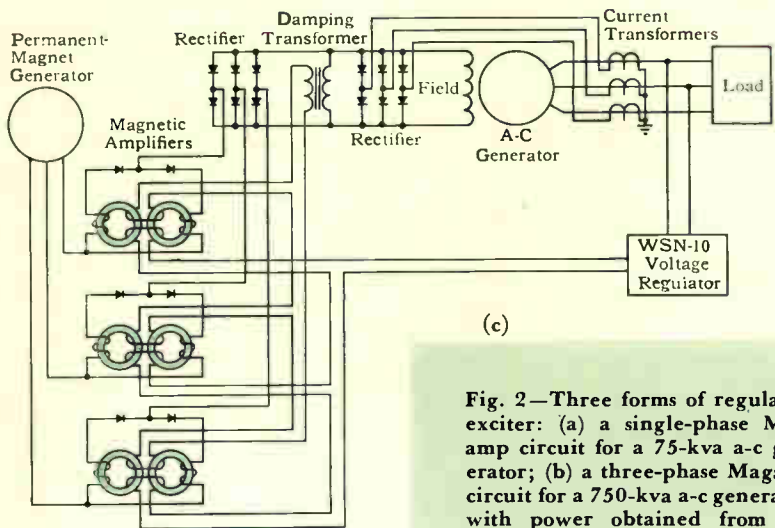 Permanent-
Magnet
Generator
Rectifier
Damping
Transformer
Current
Transformers
Magnetic
Amplifiers
Rectifier
Field
A-C
Generator
Load
WSN-10
Voltage
Regulator
(c)
Fig. 2—Three forms of regula
exciter: (a) a single-phase M
amp circuit for a 75-kva a-c g
erator; (b) a three-phase Maga
circuit for a 750-kva a-c genera
with power obtained from